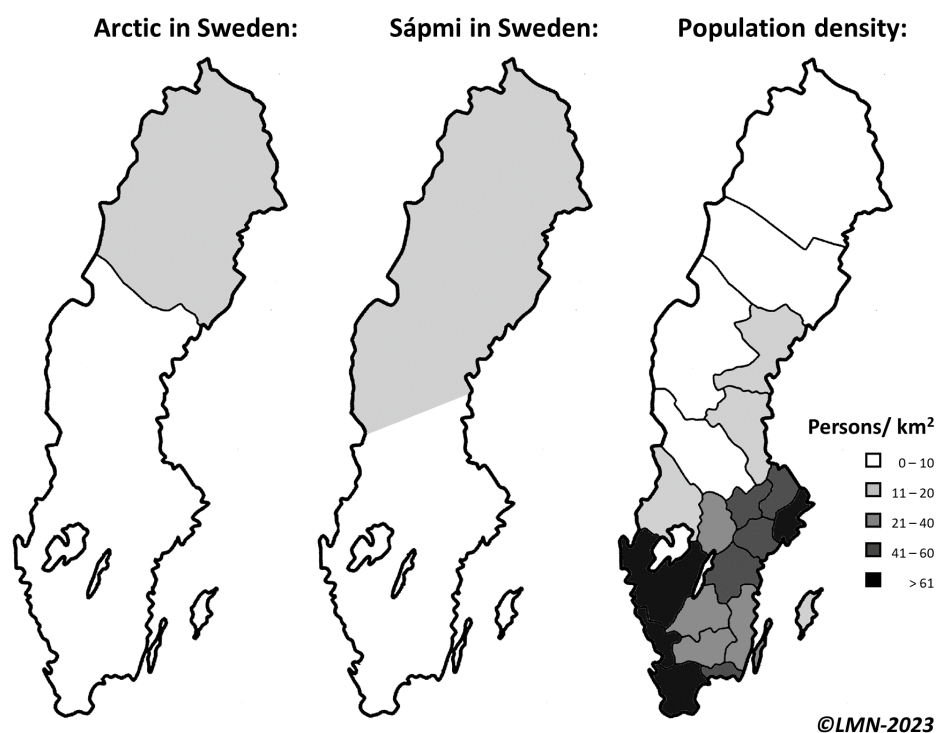 Arctic in Sweden:
Sápmi in Sweden:
Population density:
Persons/ km²
0 – 10
11 – 20
21 – 40
41 – 60
> 61
©LMN-2023